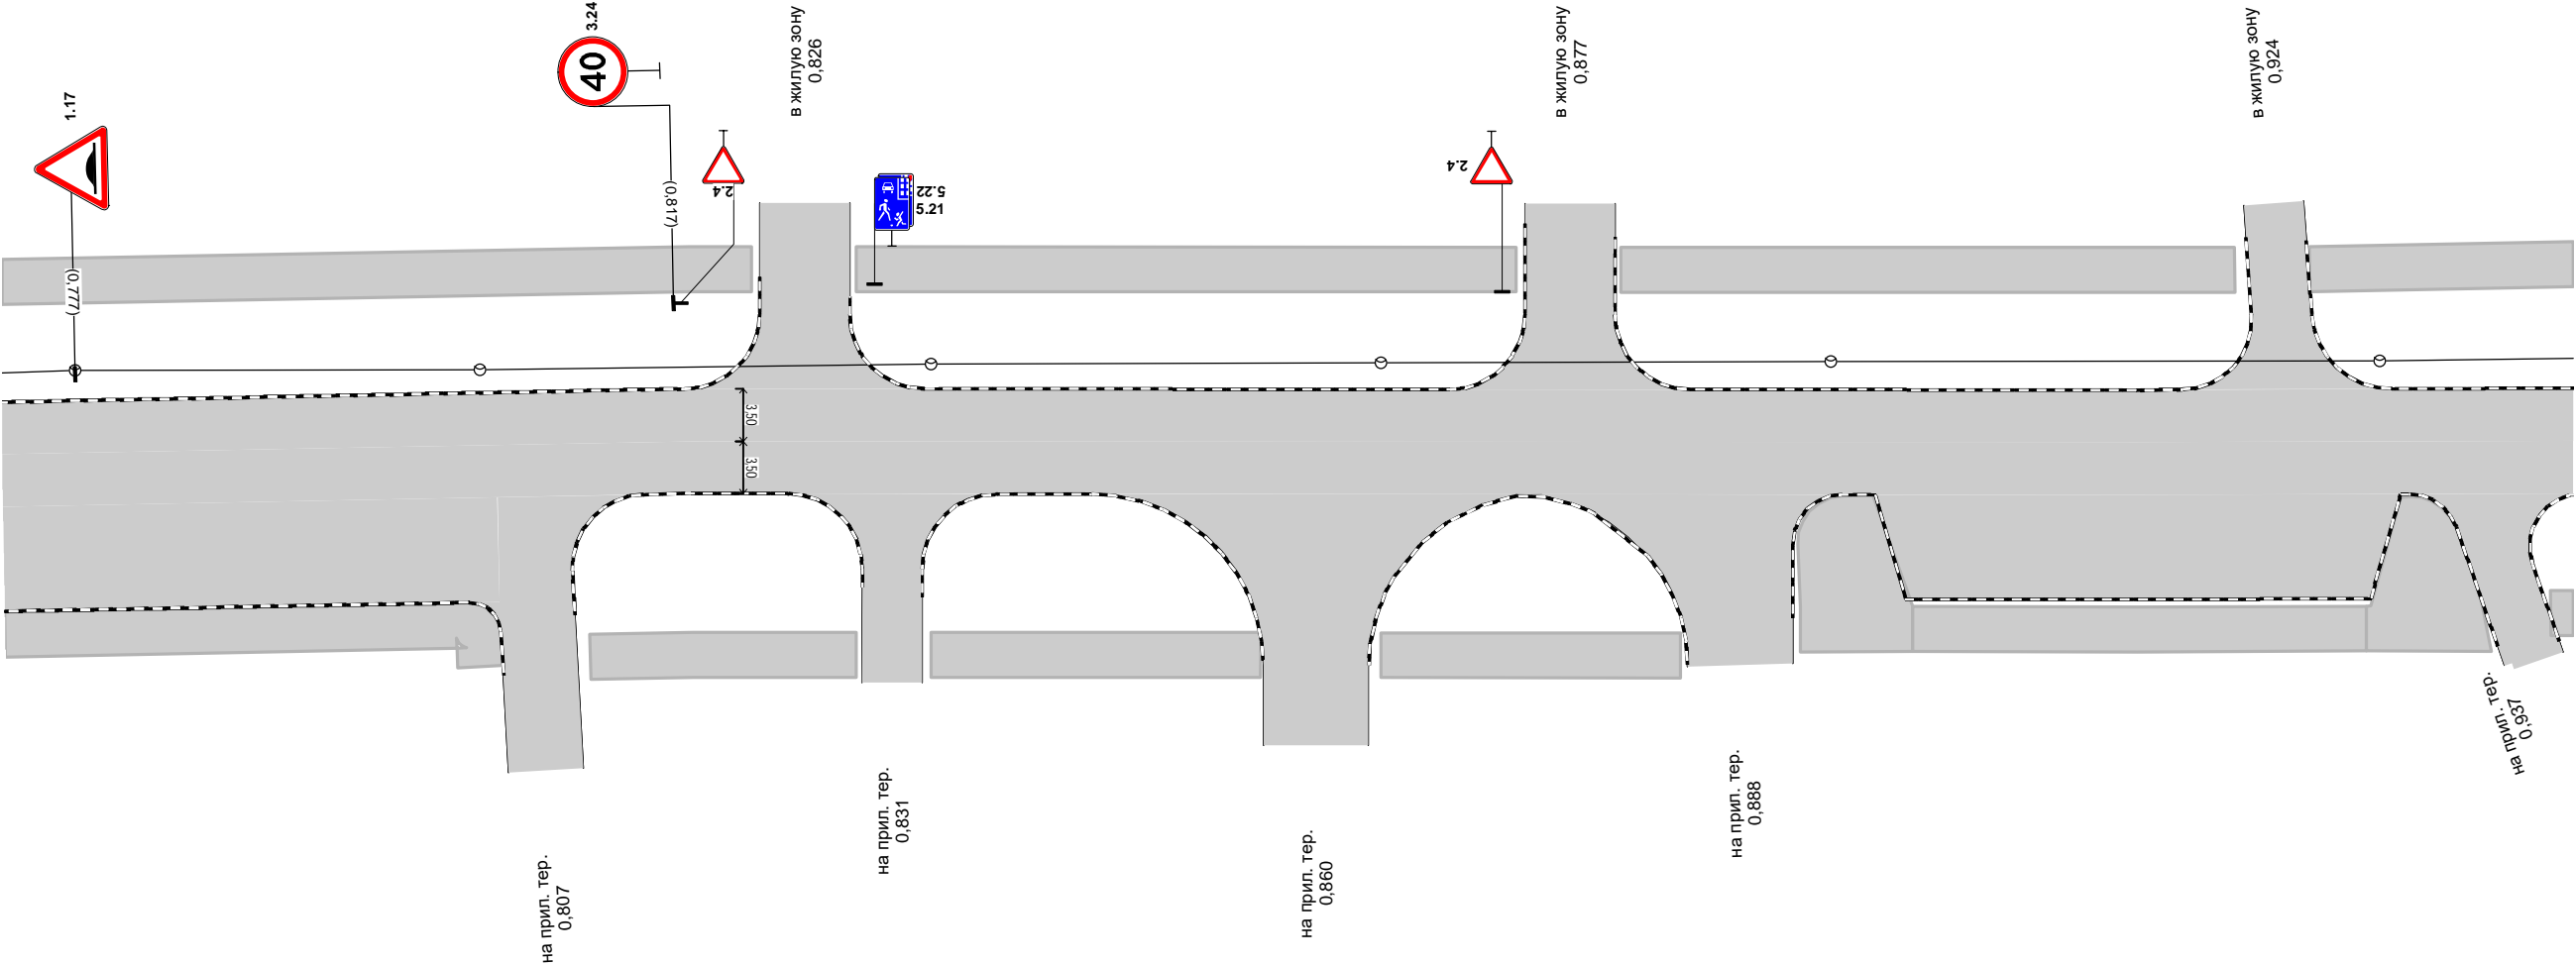 1.17
(0,777)
40
3.24
(0,817)
2.4
в жилую зону
0,826
5.22
5.21
2.4
в жилую зону
0,877
в жилую зону
0,924
3,50
3,50
на прил. тер.
0,807
на прил. тер.
0,831
на прил. тер.
0,860
на прил. тер.
0,888
на прил. тер.
0,937